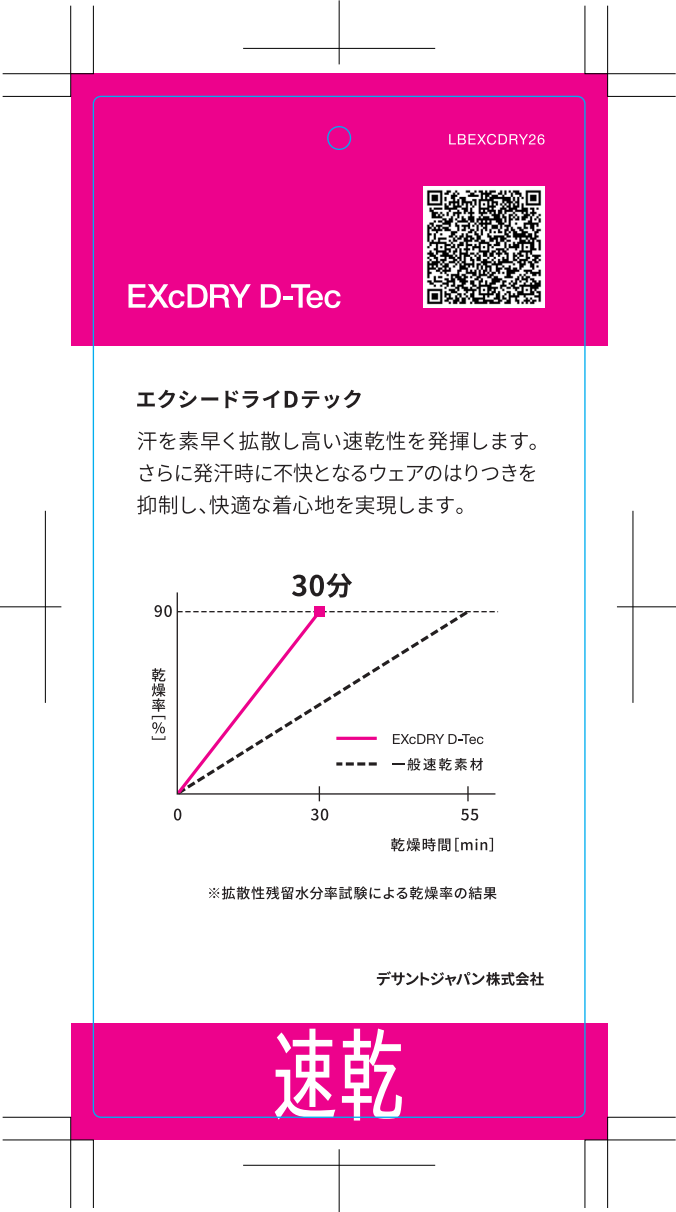 LBEXCDRY26
EXcDRY D-Tec
エクシードライDテック
汗を素早く拡散し高い速乾性を発揮します。
さらに発汗時に不快となるウェアのはりつきを
抑制し、快適な着心地を実現します。
30分
90
乾燥率[%]
EXcDRY D-Tec
一般速乾素材
0 30 55
乾燥時間[min]
※拡散性残留水分率試験による乾燥率の結果
デサントジャパン株式会社
速乾